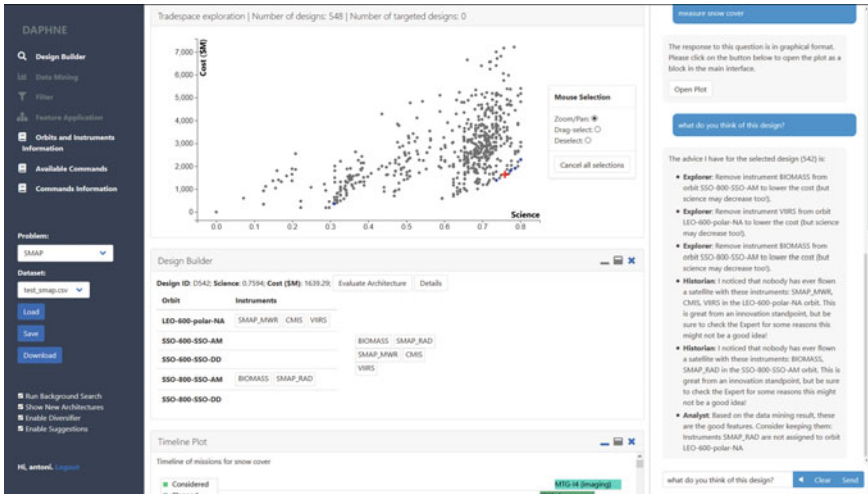 DAPHNE
Design Builder
Data Mining
Filter
Feature Application
Orbits and Instruments
Information
Available Commands
Commands Information
Problem:
SMAP
Dataset:
test_smap.csv
Load
Save
Download
Run Background Search
Show New Architectures
Enable Diversifier
Enable Suggestions
Hi, antoni. Logout
Tradespace exploration | Number of designs: 548 | Number of targeted designs: 0
Cost ($M)
7,000
6,000
5,000
4,000
3,000
2,000
1,000
0
Science
0.0 0.1 0.2 0.3 0.4 0.5 0.6 0.7 0.8
Mouse Selection
Zoom/Pan:
Drag-select:
Deselect:
Cancel all selections
Design Builder
Design ID: D542; Science: 0.7594; Cost ($M): 1639.29; Evaluate Architecture Details
Orbit Instruments
LEO-600-polar-NA SMAP_MWR CMIS VIIRS
SSO-600-SSO-AM
SSO-600-SSO-DD
SSO-800-SSO-AM BIOMASS SMAP_RAD
SSO-800-SSO-DD
BIOMASS SMAP_RAD
SMAP_MWR CMIS
VIIRS
Timeline Plot
Timeline of missions for snow cover
Considered
MTG-I4 (imaging)
measure snow cover
The response to this question is in graphical format.
Please click on the button below to open the plot as a
block in the main interface.
Open Plot
what do you think of this design?
The advice I have for the selected design (542) is:
• Explorer: Remove instrument BIOMASS from
orbit SSO-800-SSO-AM to lower the cost (but
science may decrease too!).
• Explorer: Remove instrument VIIRS from orbit
LEO-600-polar-NA to lower the cost (but science
may decrease too!).
• Explorer: Remove instrument BIOMASS from
orbit SSO-800-SSO-AM to lower the cost (but
science may decrease too!).
• Historian: I noticed that nobody has ever flown
a satellite with these instruments: SMAP_MWR,
CMIS, VIIRS in the LEO-600-polar-NA orbit. This
is great from an innovation standpoint, but be
sure to check the Expert for some reasons this
might not be a good idea!
• Historian: I noticed that nobody has ever flown
a satellite with these instruments: BIOMASS,
SMAP_RAD in the SSO-800-SSO-AM orbit. This is
great from an innovation standpoint, but be sure
to check the Expert for some reasons this might
not be a good idea!
• Analyst: Based on the data mining result, these
are the good features. Consider keeping them:
Instruments SMAP_RAD are not assigned to orbit
LEO-600-polar-NA
what do you think of this design?
Clear Send